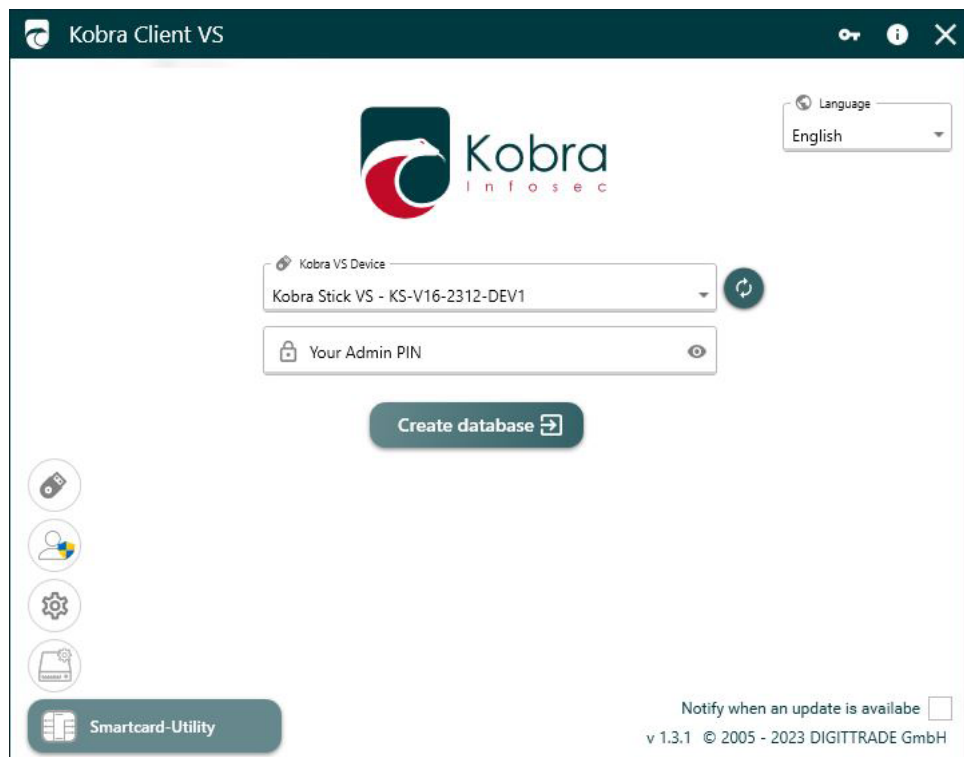 Kobra Client VS
Language
English
Kobra
Infosec
Kobra VS Device
Kobra Stick VS - KS-V16-2312-DEV1
Your Admin PIN
Create database
Smartcard-Utility
Notify when an update is availabe
v 1.3.1 © 2005 - 2023 DIGITTRADE GmbH